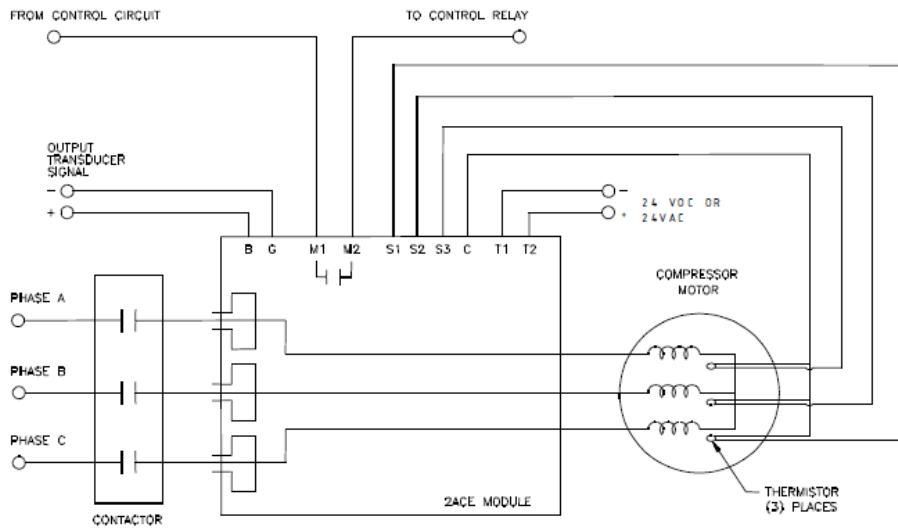 FROM CONTROL CIRCUIT
TO CONTROL RELAY
OUTPUT
TRANSDUCER
SIGNAL
-
+
-
+
24 VOC OR
24VAC
B G M1 M2 S1 S2 S3 C T1 T2
COMPRESSOR
MOTOR
PHASE A
PHASE B
PHASE C
2ACE MODULE
THERMISTOR
(3) PLACES
CONTACTOR